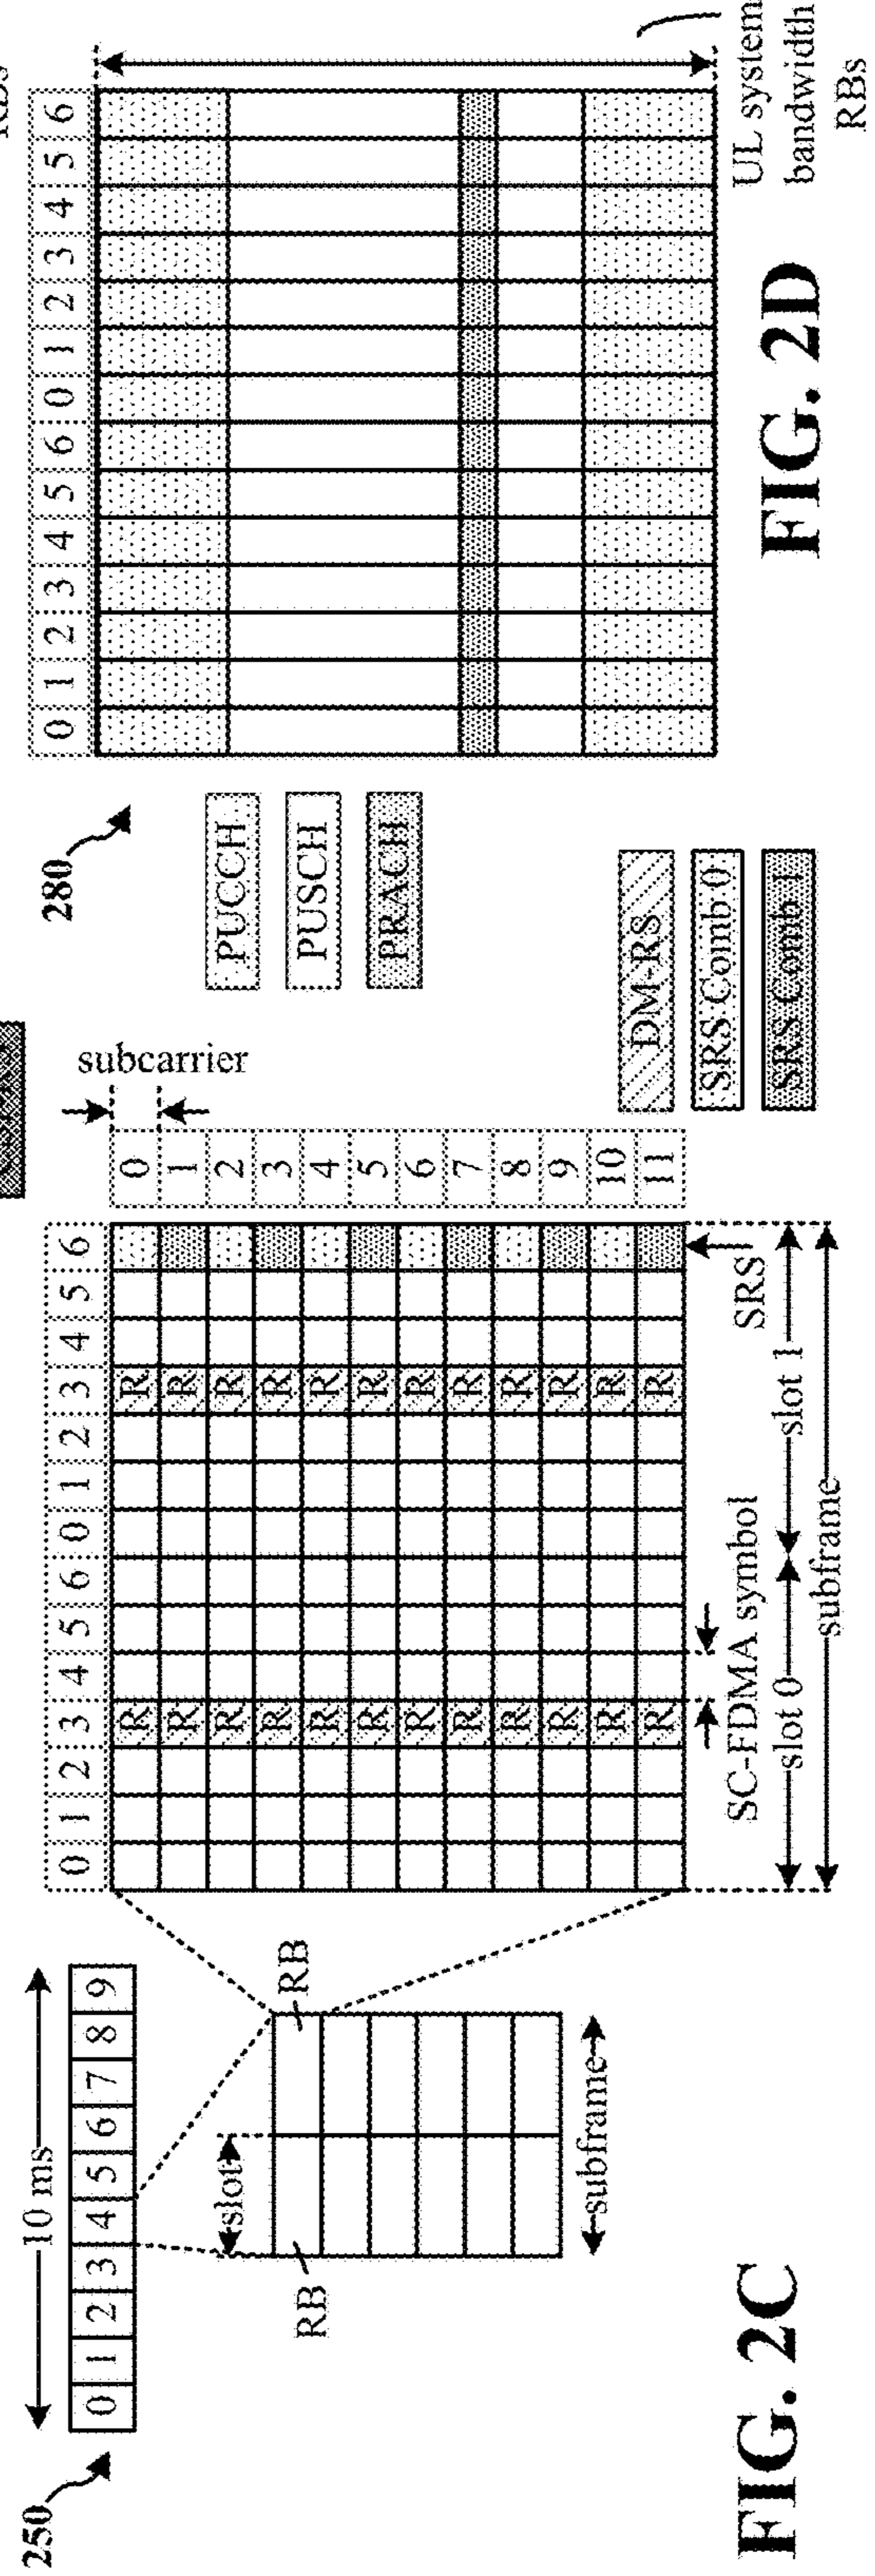 250
10 ms
0 1 2 3 4 5 6 7 8 9
slot
RB
RB
subframe
FIG. 2C
0 1 2 3 4 5 6 0 1 2 3 4 5 6
subcarrier
0
1
2
3
4
5
6
7
8
9
10
11
R R
R R
R R
R R
R R
R R
R R
R R
R R
R R
R R
R R
SC-FDMA symbol
SRS
slot 0
slot 1
subframe
DM-RS
SRS Comb 0
SRS Comb 1
280
PUCCH
PUSCH
PRACH
0 1 2 3 4 5 6 0 1 2 3 4 5 6
UL system
bandwidth
RBs
FIG. 2D